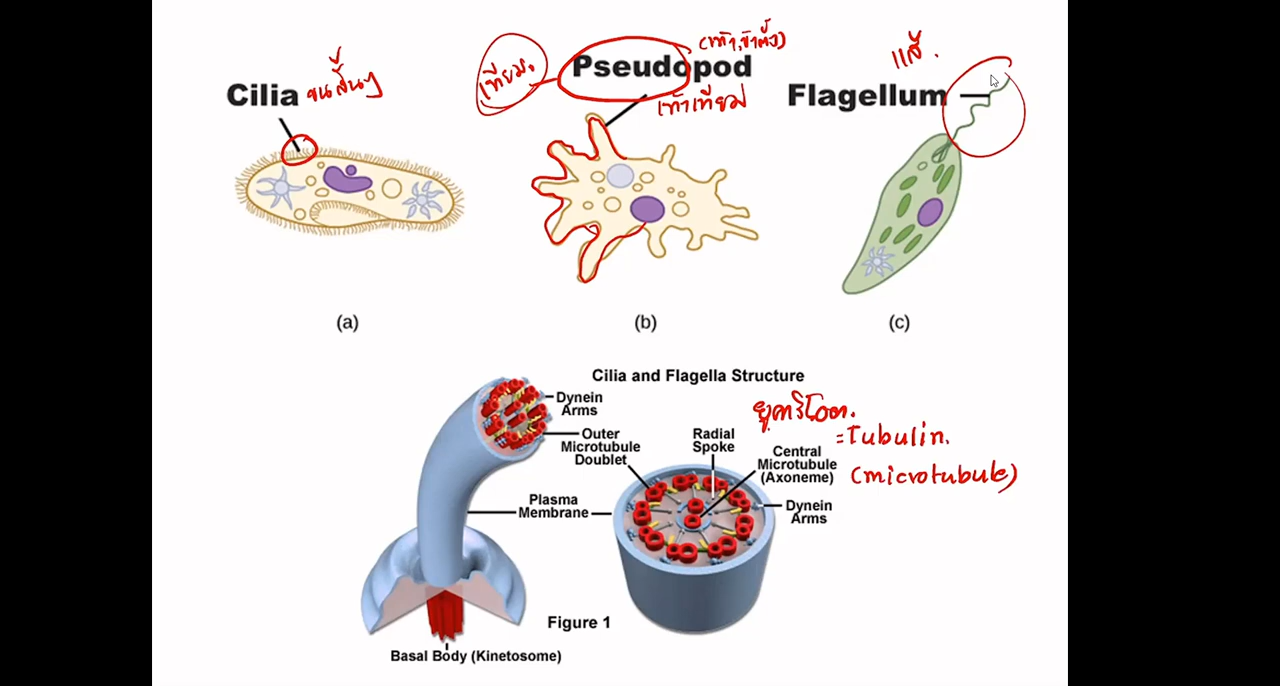 (เท้า, ขาตั้ง)
แส้.
เทียม.
Pseudopod
Cilia ขนสั้นๆ
เท้าเทียม
Flagellum
(a)
(b)
(c)
Cilia and Flagella Structure
Dynein
Arms
ยูคาริโอต.
Outer
Microtubule
Doublet
Radial
Spoke
=Tubulin.
Central
Microtubule
(Axoneme)
(microtubule)
Plasma
Membrane
Dynein
Arms
Figure 1
Basal Body (Kinetosome)